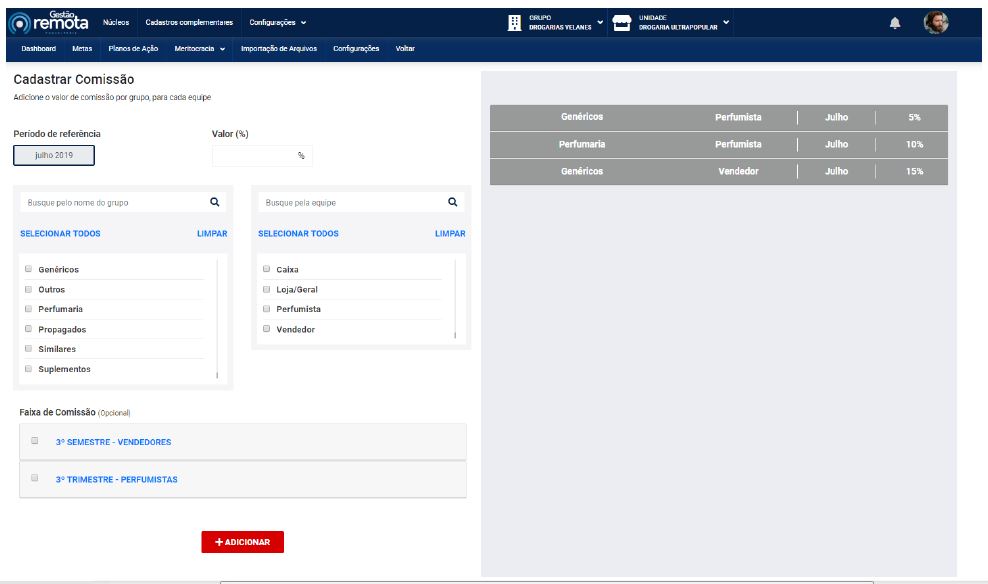 Gestão
remota
Núcleos
Cadastros complementares
Configurações
GRUPO
DROGARIAS YELANES
UNIDADE
DROGARIA ULTRAPOPULAR
Dashboard
Metas
Planos de Ação
Meritocracia
Importação de Arquivos
Configurações
Voltar
Cadastrar Comissão
Adicione o valor de comissão por grupo, para cada equipe
Período de referência
Valor (%)
julho 2019
%
Busque pelo nome do grupo
Busque pela equipe
SELECIONAR TODOS
LIMPAR
SELECIONAR TODOS
LIMPAR
Genéricos
Outros
Perfumaria
Propagados
Similares
Suplementos
Caixa
Loja/Geral
Perfumista
Vendedor
Faixa de Comissão (Opcional)
3º SEMESTRE - VENDEDORES
3º TRIMESTRE - PERFUMISTAS
+ ADICIONAR
Genéricos Perfumista Julho 5%
Perfumaria Perfumista Julho 10%
Genéricos Vendedor Julho 15%